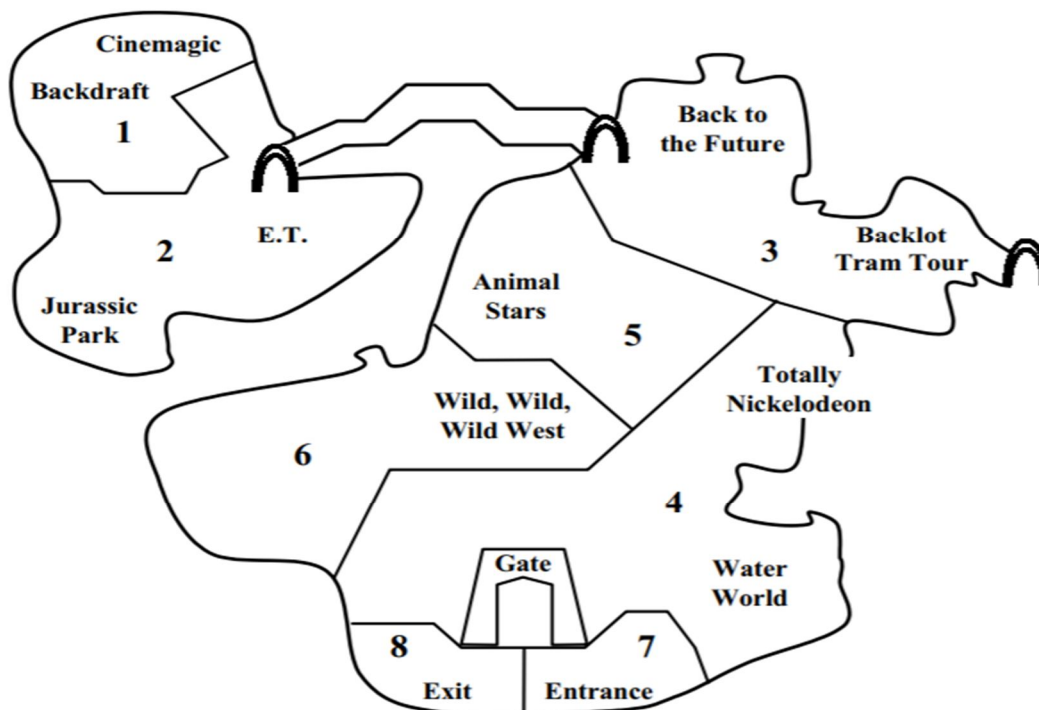 Cinemagic
Backdraft
1
Back to
the Future
2
E.T.
3
Backlot
Tram Tour
Jurassic
Park
Animal
Stars
5
Totally
Nickelodeon
Wild, Wild,
Wild West
6
4
Gate
Water
World
8
7
Exit
Entrance